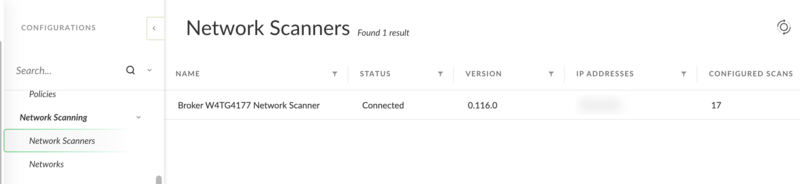 CONFIGURATIONS
Search...
Policies
Network Scanning
Network Scanners
Networks
Network Scanners Found 1 result
NAME STATUS VERSION IP ADDRESSES CONFIGURED SCANS
Broker W4TG4177 Network Scanner Connected 0.116.0 17